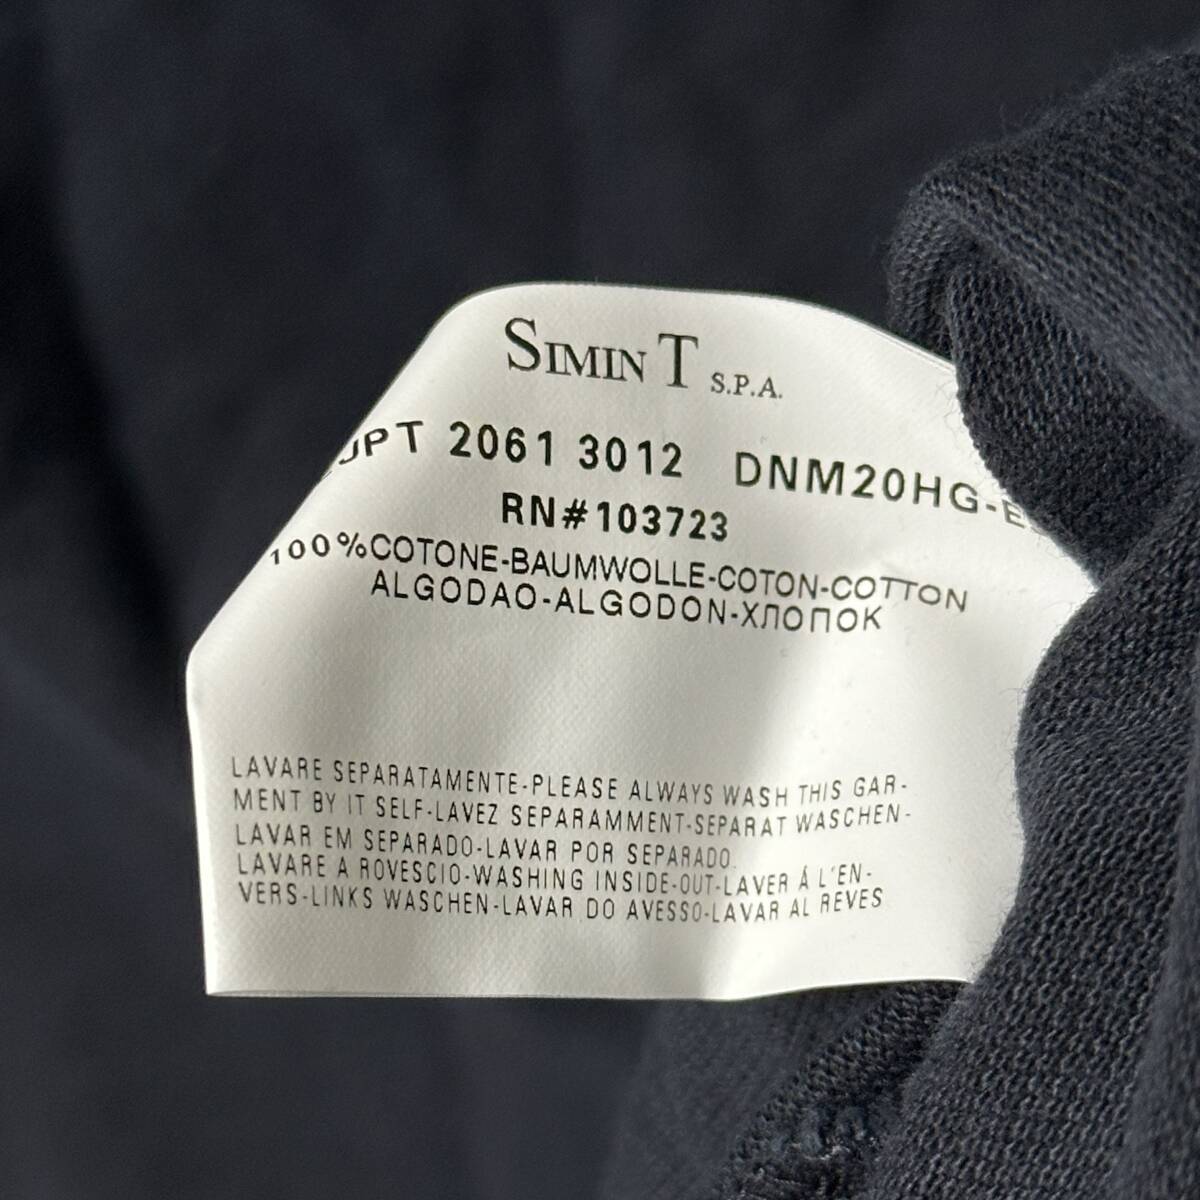 SIMIN T S.P.A.
2061 3012 DNM20HG-
RN#103723
100%COTONE-BAUMWOLLE-COTON-COTTON
ALGODAO-ALGODON-ХЛОПОК
LAVARE SEPARATAMENTE-PLEASE ALWAYS WASH THIS GAR-
MENT BY IT SELF-LAVEZ SEPARAMMENT-SEPARAT WASCHEN-
LAVAR EM SEPARADO-LAVAR POR SEPARADO.
LAVARE A ROVESCIO-WASHING INSIDE-OUT-LAVER Á L'EN-
VERS-LINKS WASCHEN-LAVAR DO AVESSO-LAVAR AL REVES